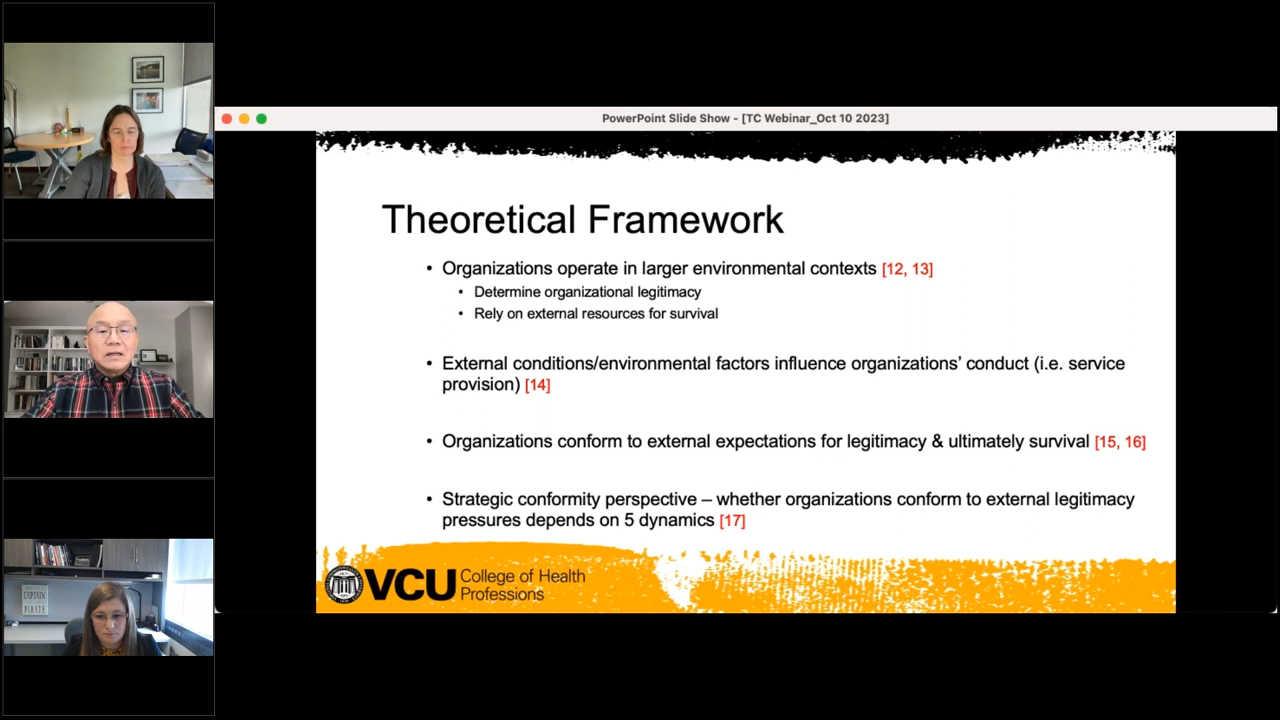 PowerPoint Slide Show - [TC Webinar_Oct 10 2023]
Theoretical Framework
• Organizations operate in larger environmental contexts [12, 13]
• Determine organizational legitimacy
• Rely on external resources for survival
• External conditions/environmental factors influence organizations’ conduct (i.e. service
provision) [14]
• Organizations conform to external expectations for legitimacy & ultimately survival [15, 16]
• Strategic conformity perspective – whether organizations conform to external legitimacy
pressures depends on 5 dynamics [17]
VCU College of Health
Professions
CAPTAIN
PIRATE